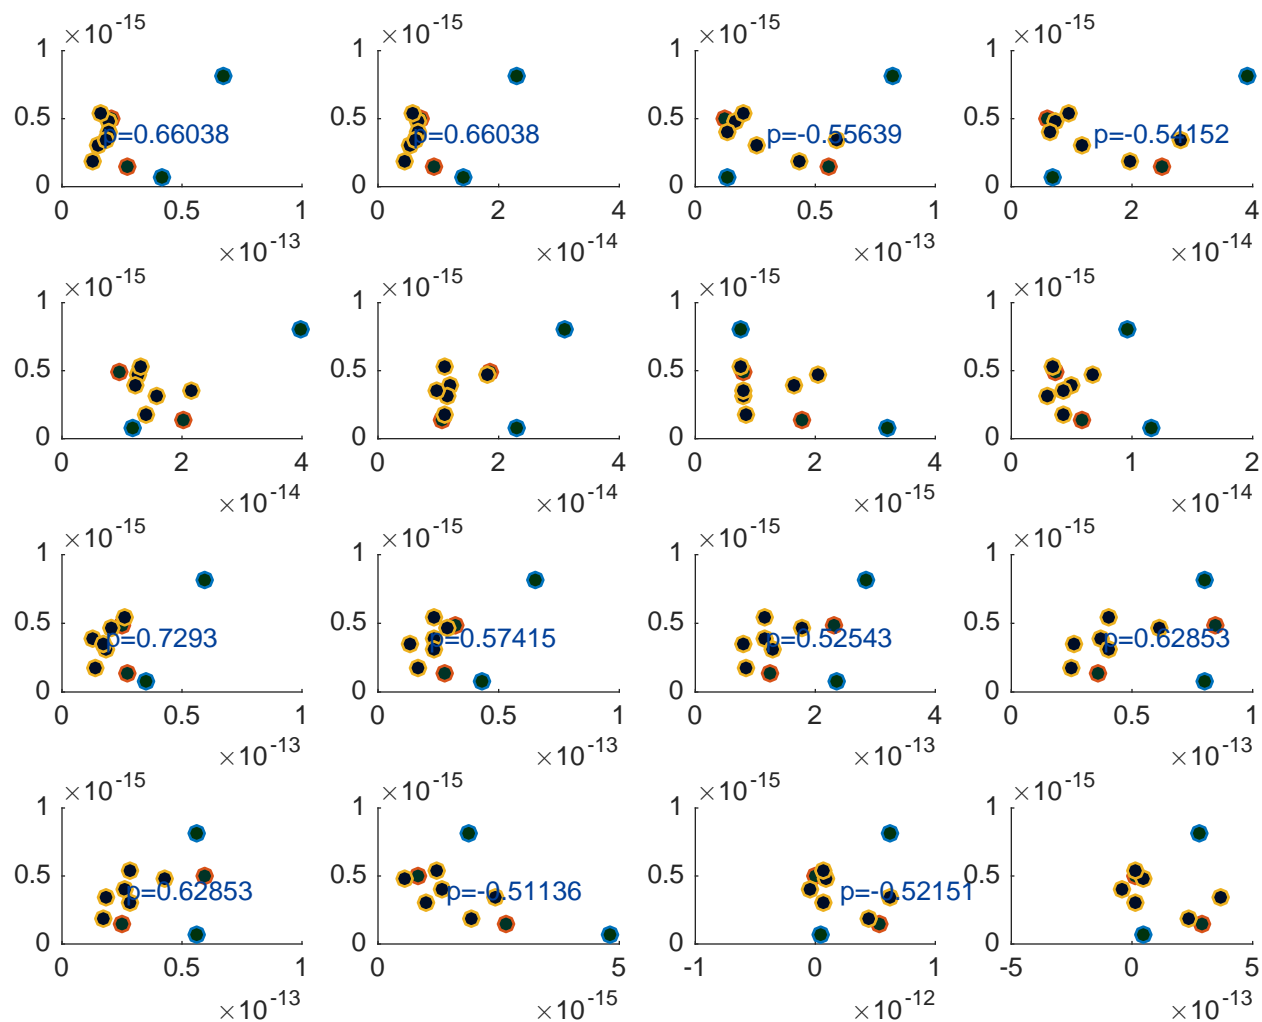 ×10-15 ×10-15 ×10-15 ×10-15
1 1 1 1
0.5 p=0.66038 0.5 p=0.66038 0.5 p=-0.55639 0.5 p=-0.54152
0 0 0 0
0 0.5 1 0 2 4 0 0.5 1 0 2 4
×10-13 ×10-14 ×10-13 ×10-14
×10-15 ×10-15 ×10-15 ×10-15
1 1 1 1
0.5 0.5 0.5 0.5
0 0 0 0
0 2 4 0 2 4 0 2 4 0 1 2
×10-14 ×10-14 ×10-15 ×10-14
×10-15 ×10-15 ×10-15 ×10-15
1 1 1 1
0.5 p=0.7293 0.5 p=0.57415 0.5 p=0.52543 0.5 p=0.62853
0 0 0 0
0 0.5 1 0 0.5 1 0 2 4 0 0.5 1
×10-13 ×10-13 ×10-13 ×10-13
×10-15 ×10-15 ×10-15 ×10-15
1 1 1 1
0.5 p=0.62853 0.5 p=-0.51136 0.5 p=-0.52151 0.5
0 0 0 0
0 0.5 1 0 5 -1 0 1 -5 0 5
×10-13 ×10-15 ×10-12 ×10-13